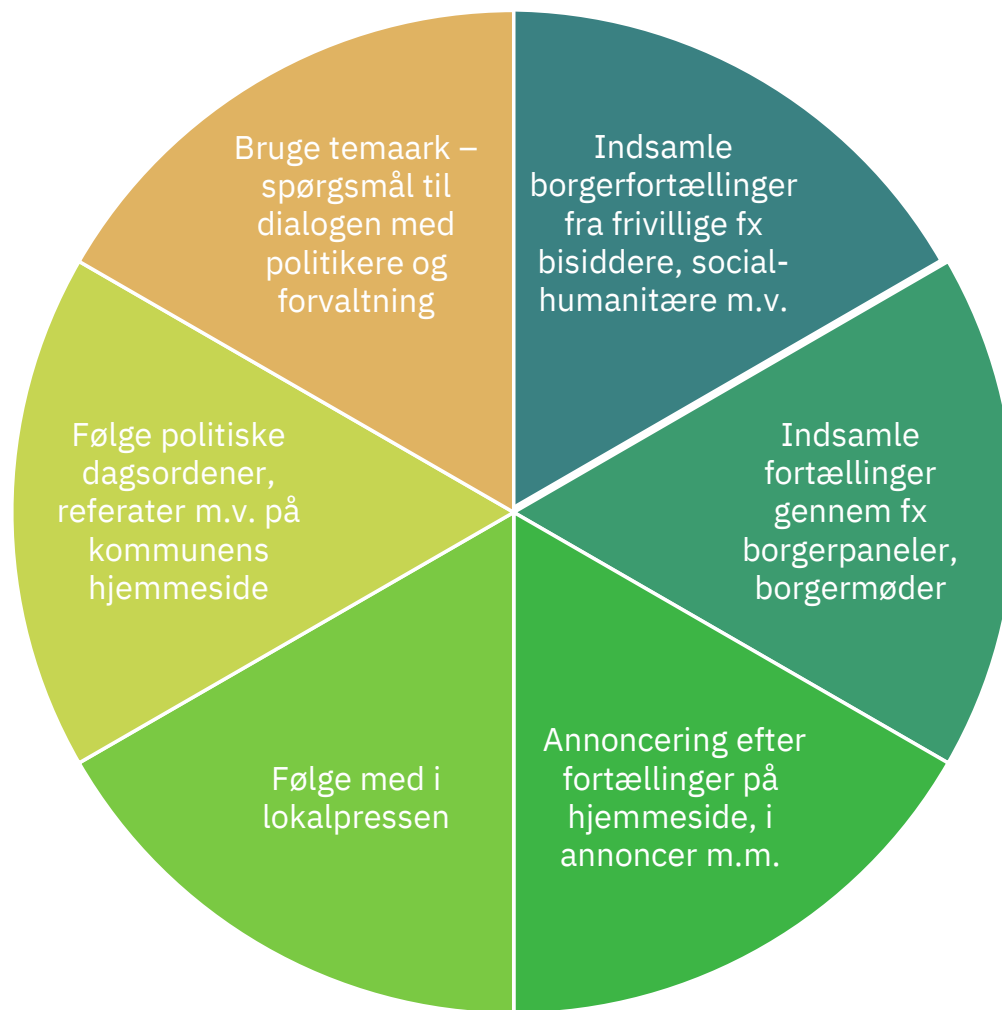 Indsamle
borgerfortællinger
fra frivillige fx
bisiddere, social-
humanitære m.v.
Indsamle
fortællinger
gennem fx
borgerpaneler,
borgermøder
Annoncering efter
fortællinger på
hjemmeside, i
annoncer m.m.
Følge med i
lokalpressen
Følge politiske
dagsordener,
referater m.v. på
kommunens
hjemmeside
Bruge temaark –
spørgsmål til
dialogen med
politikere og
forvaltning